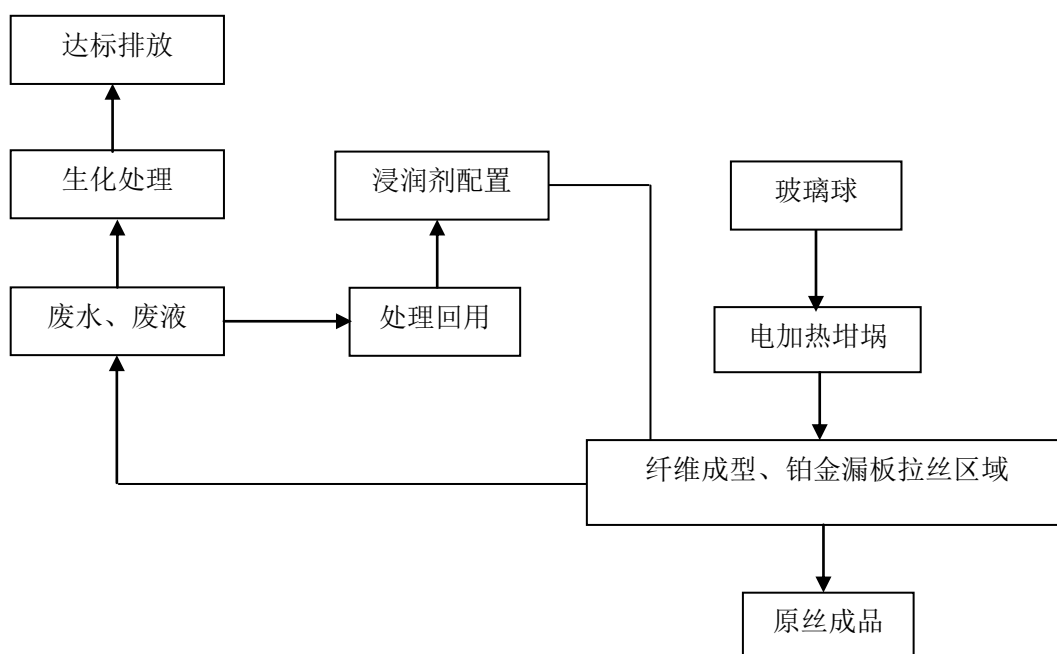 达标排放
生化处理
浸润剂配置
玻璃球
废水、废液
处理回用
电加热坩埚
纤维成型、铂金漏板拉丝区域
原丝成品